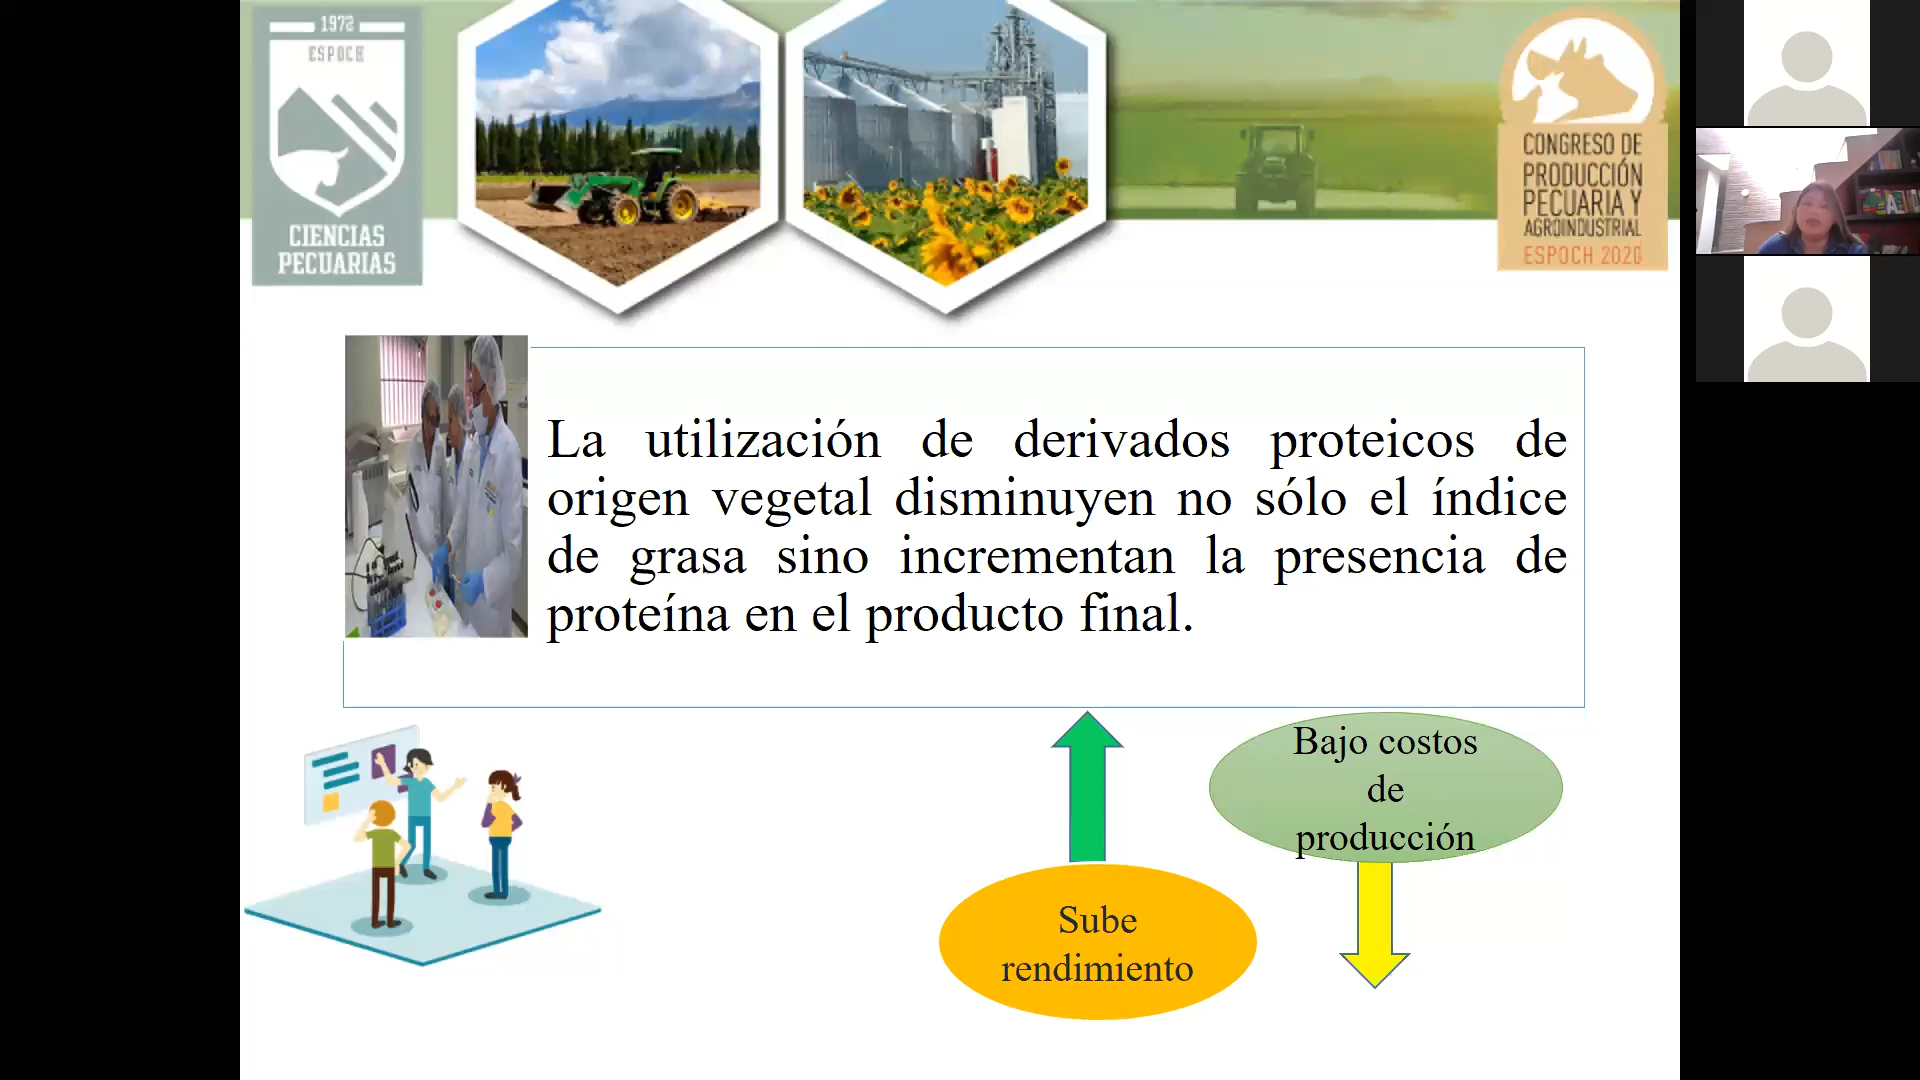 1972
ESPOCH
CIENCIAS
PECUARIAS
CONGRESO DE
PRODUCCIÓN
PECUARIA Y
AGROINDUSTRIAL
ESPOCH 2020
La utilización de derivados proteicos de
origen vegetal disminuyen no sólo el índice
de grasa sino incrementan la presencia de
proteína en el producto final.
Bajo costos
de
producción
Sube
rendimiento